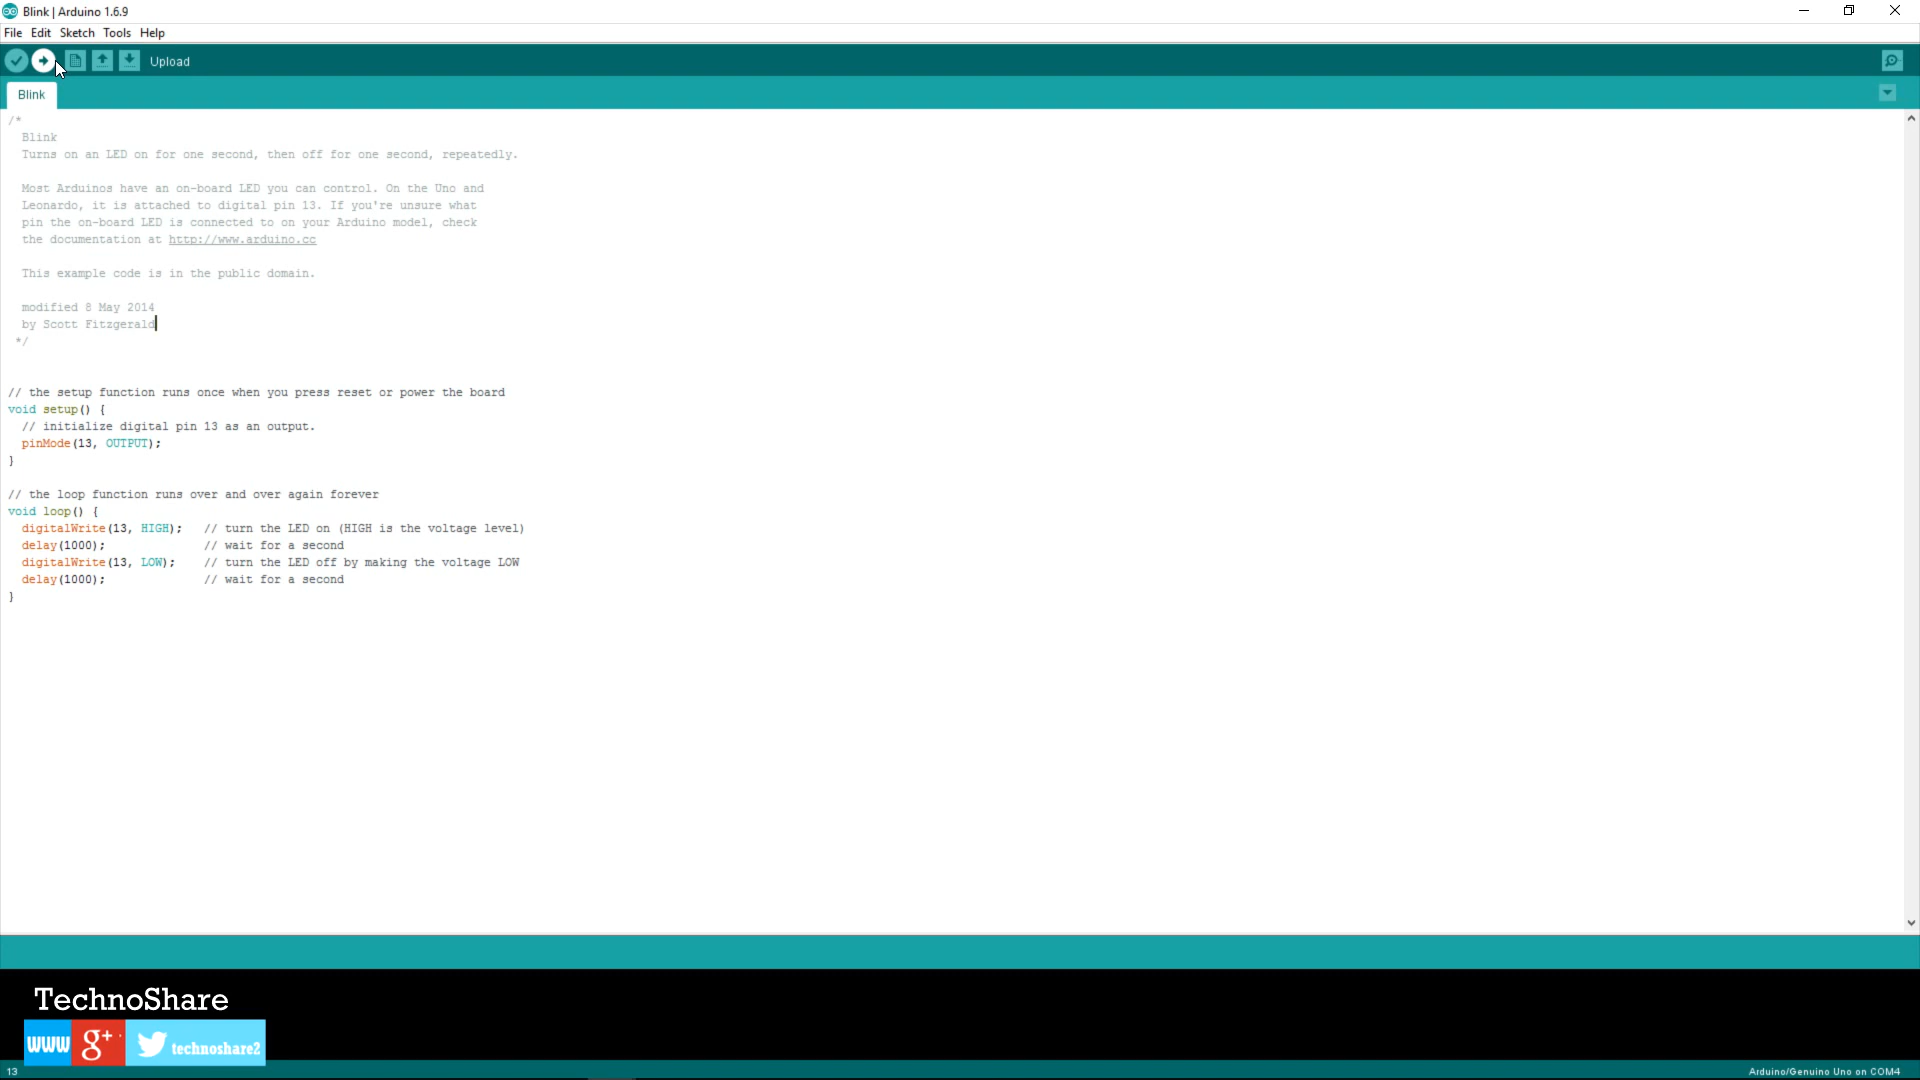 Blink | Arduino 1.6.9
File Edit Sketch Tools Help
Upload
Blink
/*
Blink
Turns on an LED on for one second, then off for one second, repeatedly.
Most Arduinos have an on-board LED you can control. On the Uno and
Leonardo, it is attached to digital pin 13. If you're unsure what
pin the on-board LED is connected to on your Arduino model, check
the documentation at http://www.arduino.cc
This example code is in the public domain.
modified 8 May 2014
by Scott Fitzgerald
*/
// the setup function runs once when you press reset or power the board
void setup() {
// initialize digital pin 13 as an output.
pinMode(13, OUTPUT);
}
// the loop function runs over and over again forever
void loop() {
digitalWrite(13, HIGH);   // turn the LED on (HIGH is the voltage level)
delay(1000);              // wait for a second
digitalWrite(13, LOW);    // turn the LED off by making the voltage LOW
delay(1000);              // wait for a second
}
TechnoShare
www g+ technoshare2
13 Arduino/Genuino Uno on COM4